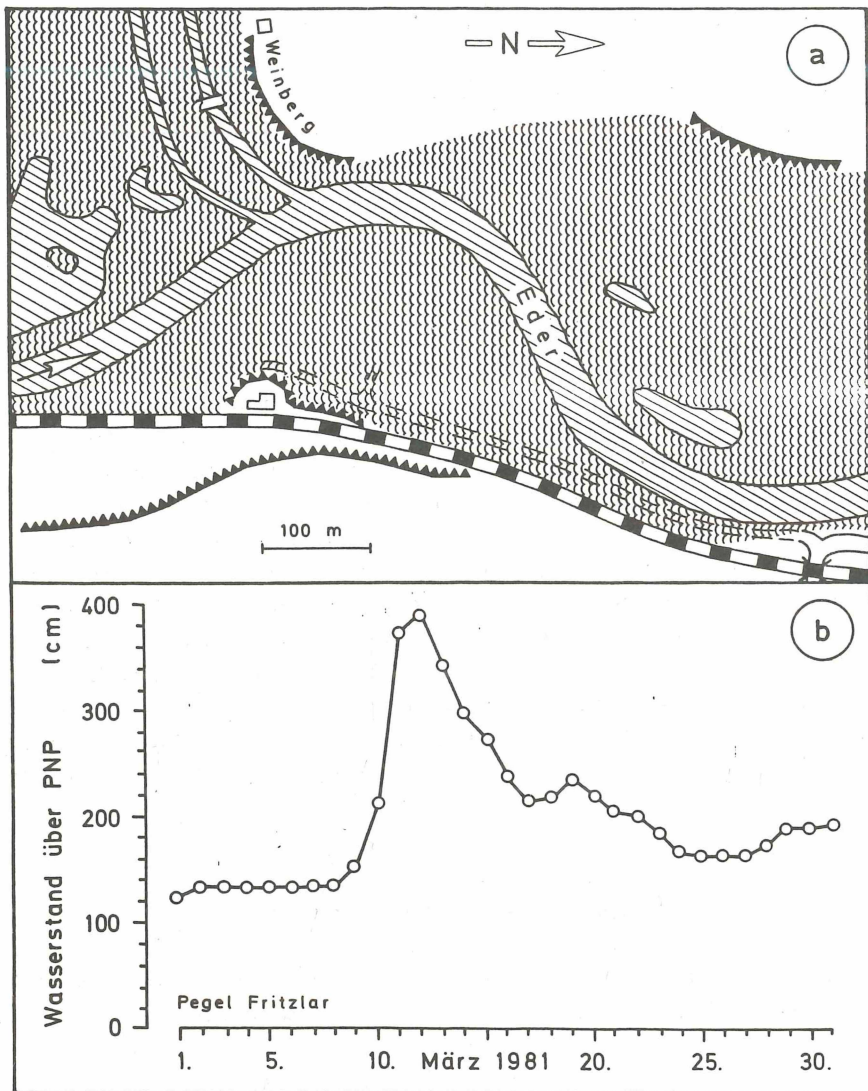 N
a
Weinberg
Eder
100 m
b
Wasserstand über PNP (cm)
400
300
200
100
0
Pegel Fritzlar
1. 5. 10. März 1981 20. 25. 30.